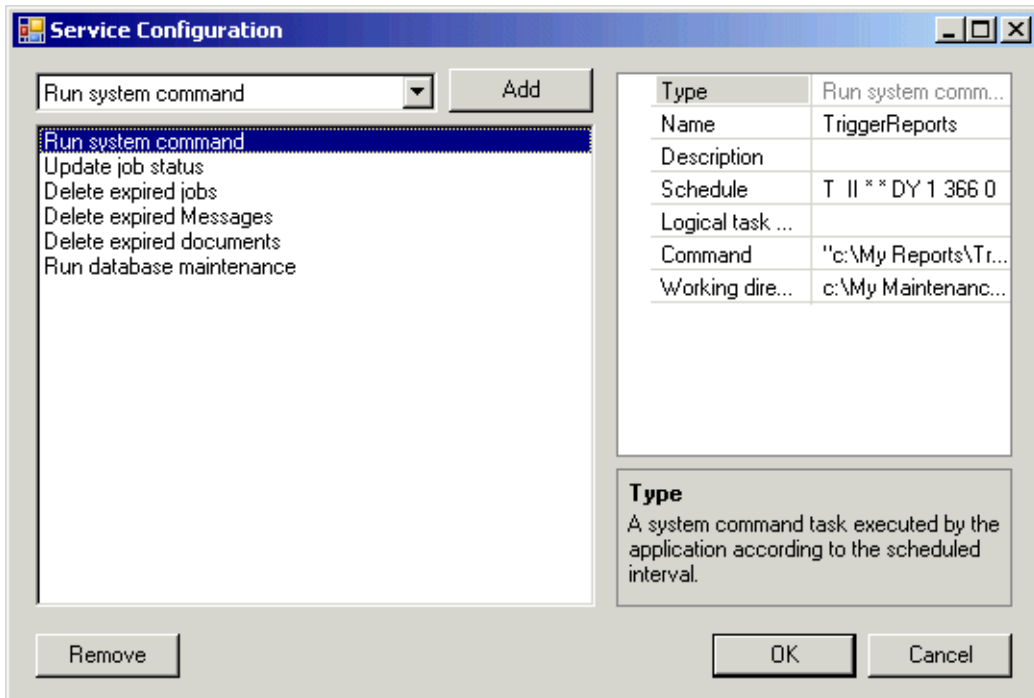 Service Configuration
Run system command
Add
Run system command
Update job status
Delete expired jobs
Delete expired Messages
Delete expired documents
Run database maintenance
Type Run system comm...
Name TriggerReports
Description
Schedule T II * * DY 1 366 0
Logical task ...
Command "c:\My Reports\Tr...
Working dire... c:\My Maintenanc...
Type
A system command task executed by the
application according to the scheduled
interval.
Remove
OK
Cancel